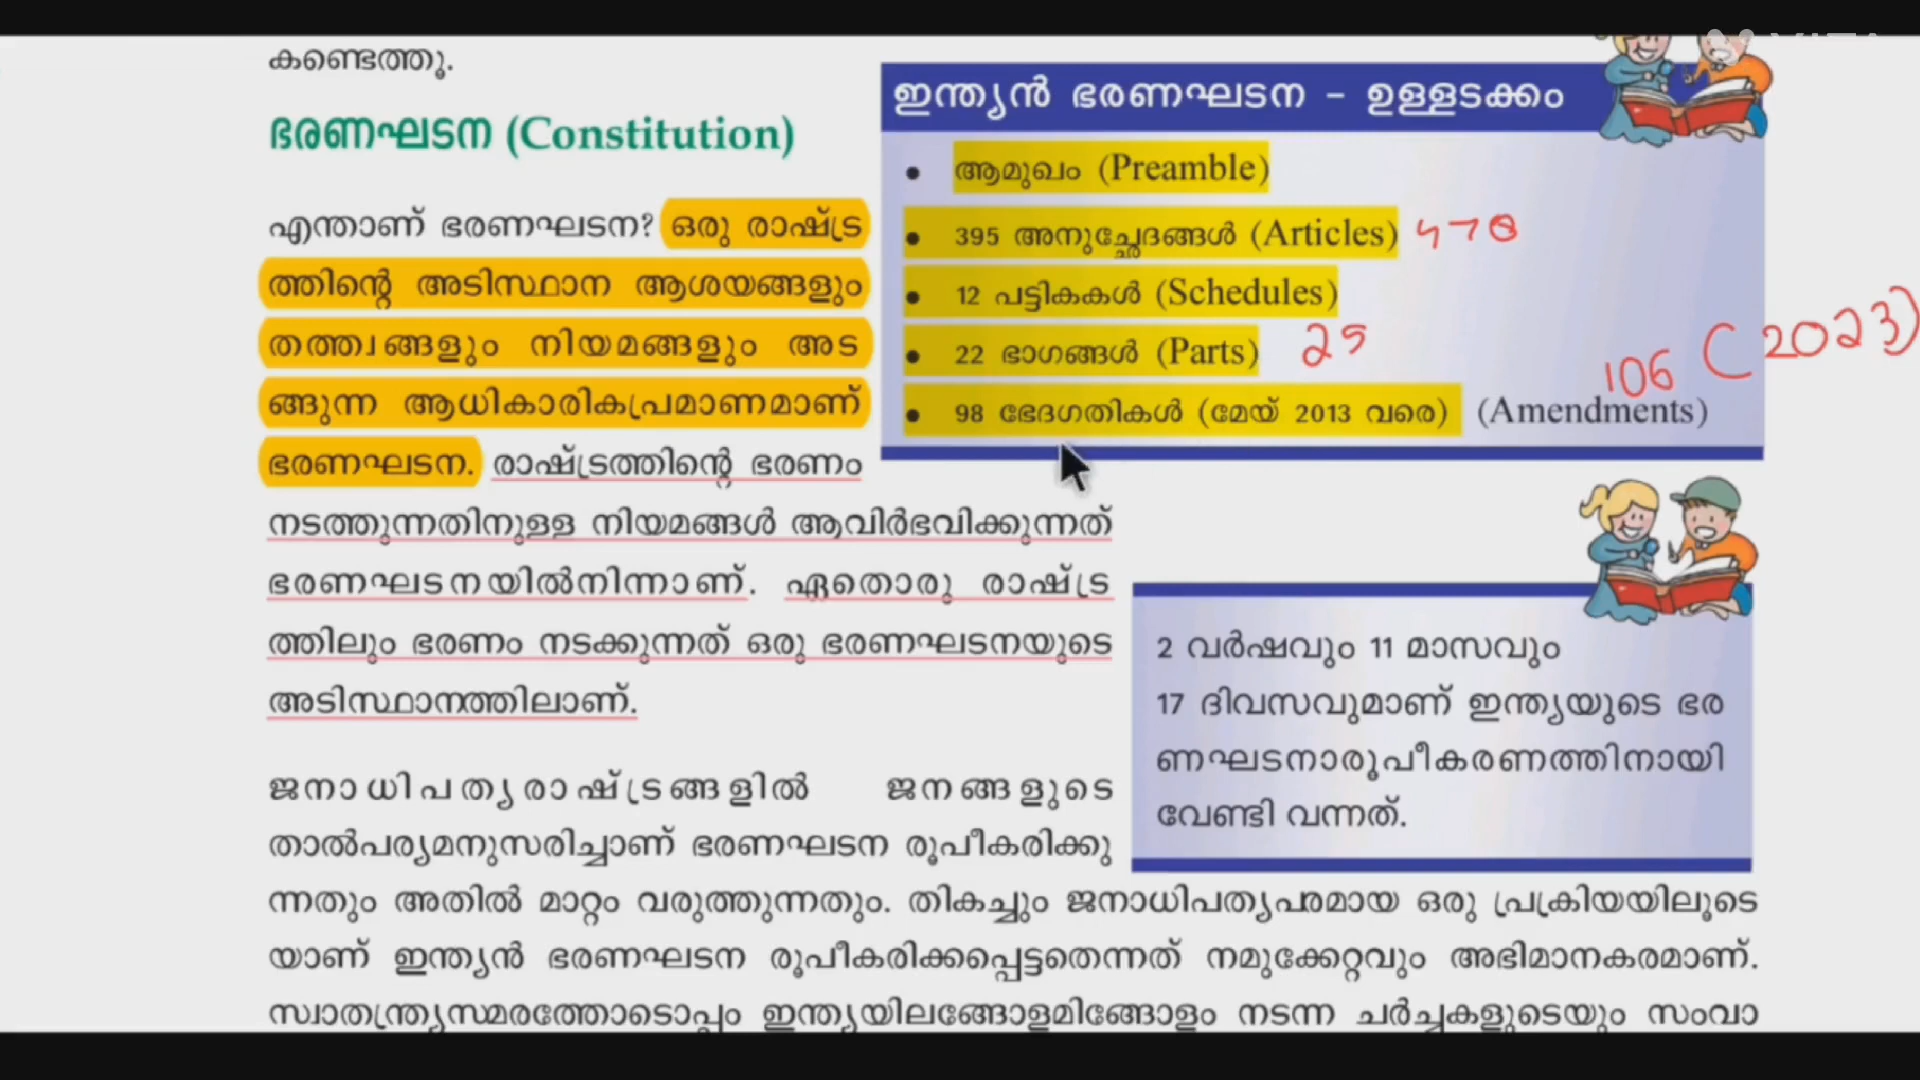 കണ്ടെത്തൂ.
ഭരണഘടന (Constitution)
എന്താണ് ഭരണഘടന? ഒരു രാഷ്ട്ര
ത്തിന്റെ അടിസ്ഥാന ആശയങ്ങളും
തത്ത്വങ്ങളും നിയമങ്ങളും അട
ങ്ങുന്ന ആധികാരികപ്രമാണമാണ്
ഭരണഘടന. രാഷ്ട്രത്തിന്റെ ഭരണം
നടത്തുന്നതിനുള്ള നിയമങ്ങൾ ആവിർഭവിക്കുന്നത്
ഭരണഘടനയിൽനിന്നാണ്. ഏതൊരു രാഷ്ട്ര
ത്തിലും ഭരണം നടക്കുന്നത് ഒരു ഭരണഘടനയുടെ
അടിസ്ഥാനത്തിലാണ്.
ഇന്ത്യൻ ഭരണഘടന - ഉള്ളടക്കം
• ആമുഖം (Preamble)
• 395 അനുച്ഛേദങ്ങൾ (Articles) 470
• 12 പട്ടികകൾ (Schedules)
• 22 ഭാഗങ്ങൾ (Parts) 25
106 (2023)
• 98 ഭേദഗതികൾ (മേയ് 2013 വരെ) (Amendments)
2 വർഷവും 11 മാസവും
17 ദിവസവുമാണ് ഇന്ത്യയുടെ ഭര
ണഘടനാരൂപീകരണത്തിനായി
വേണ്ടി വന്നത്.
ജനാധിപത്യരാഷ്ട്രങ്ങളിൽ ജനങ്ങളുടെ
താൽപര്യമനുസരിച്ചാണ് ഭരണഘടന രൂപീകരിക്കു
ന്നതും അതിൽ മാറ്റം വരുത്തുന്നതും. തികച്ചും ജനാധിപത്യപരമായ ഒരു പ്രക്രിയയിലൂടെ
യാണ് ഇന്ത്യൻ ഭരണഘടന രൂപീകരിക്കപ്പെട്ടതെന്നത് നമുക്കേറ്റവും അഭിമാനകരമാണ്.
സ്വാതന്ത്ര്യസമരത്തോടൊപ്പം ഇന്ത്യയിലങ്ങോളമിങ്ങോളം നടന്ന ചർച്ചകളുടെയും സംവാ